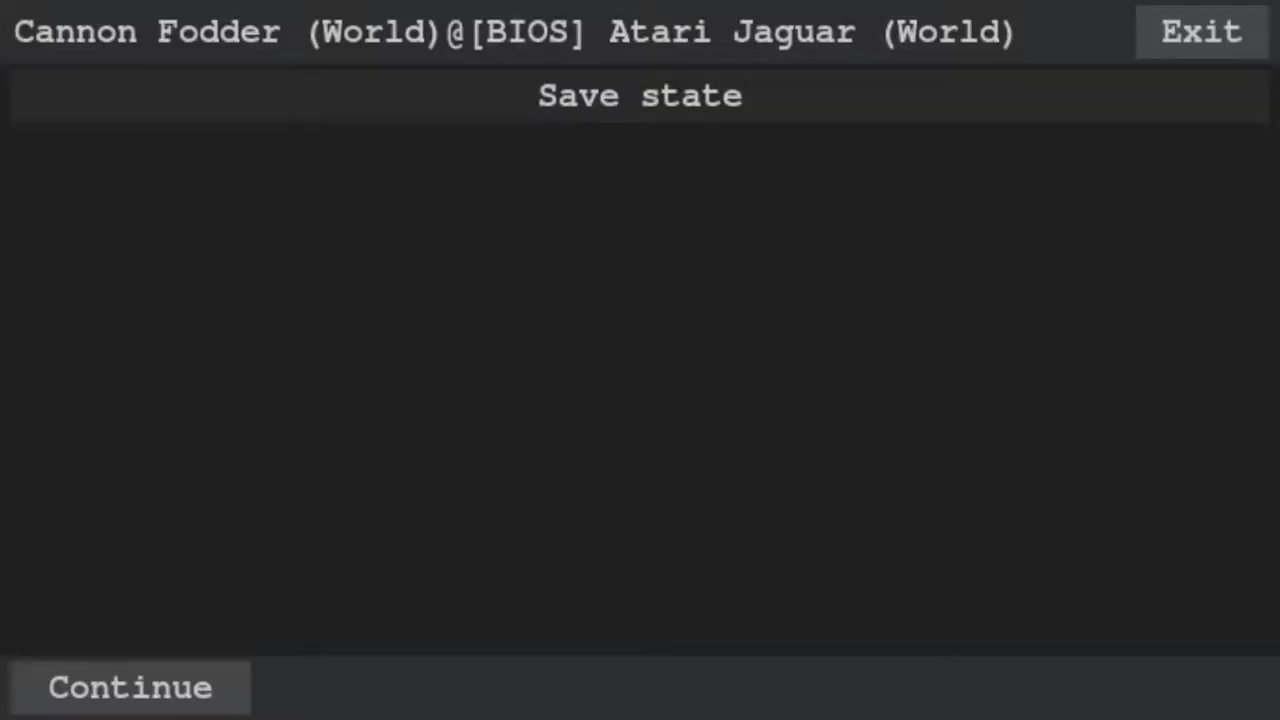 Cannon Fodder (World)@[BIOS] Atari Jaguar (World)
Exit
Save state
Continue